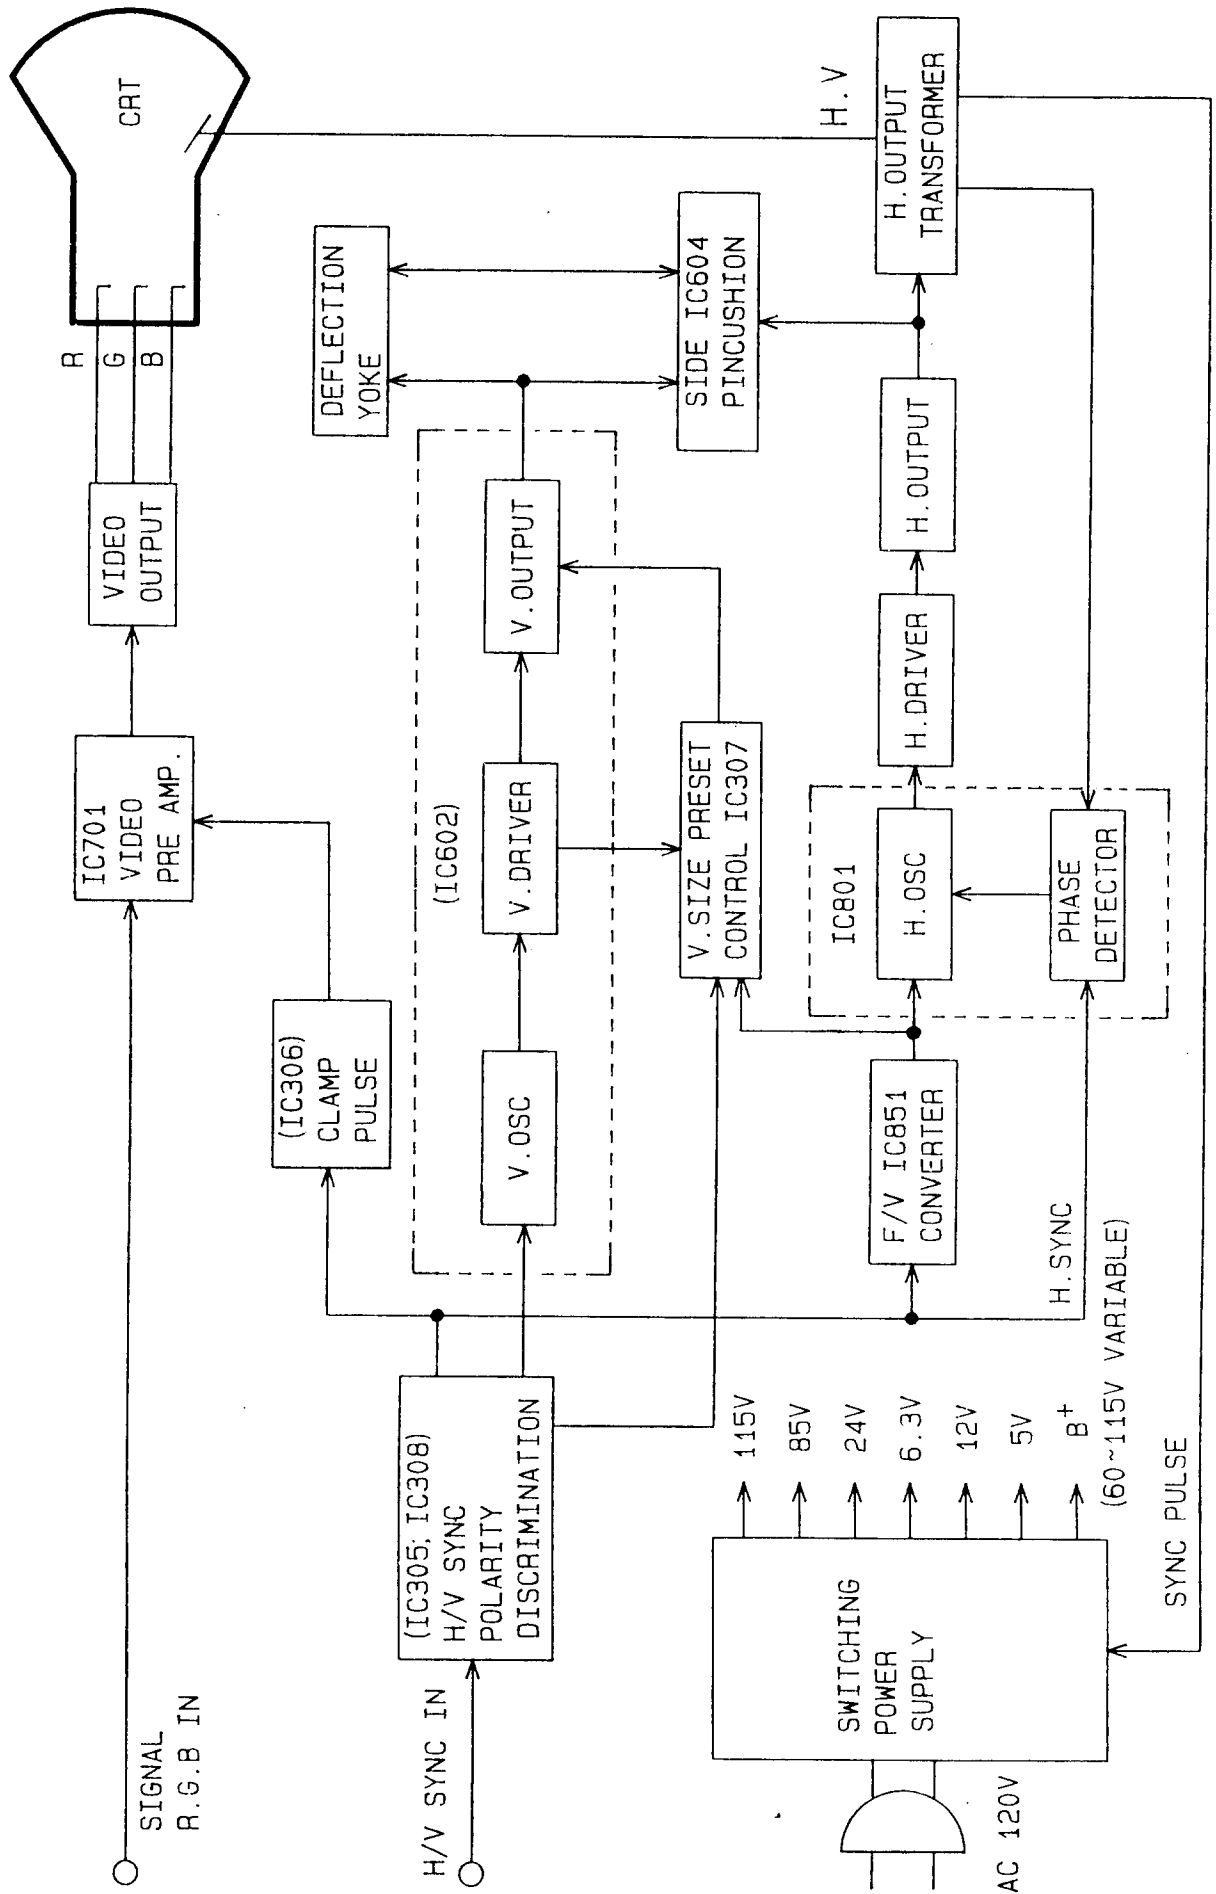 SIGNAL
R.G.B IN
IC701
VIDEO
PRE AMP.
VIDEO
OUTPUT
R
G
B
CRT
(IC306)
CLAMP
PULSE
DEFLECTION
YOKE
H/V SYNC IN
(IC305; IC308)
H/V SYNC
POLARITY
DISCRIMINATION
(IC602)
V.OSC
V.DRIVER
V.OUTPUT
V.SIZE PRESET
CONTROL IC307
SIDE IC604
PINCUSHION
H.V
F/V IC851
CONVERTER
IC801
H.OSC
H.DRIVER
H.OUTPUT
H.OUTPUT
TRANSFORMER
H.SYNC
PHASE
DETECTOR
AC 120V
SWITCHING
POWER
SUPPLY
115V
85V
24V
6.3V
12V
5V
B+
(60~115V VARIABLE)
SYNC PULSE